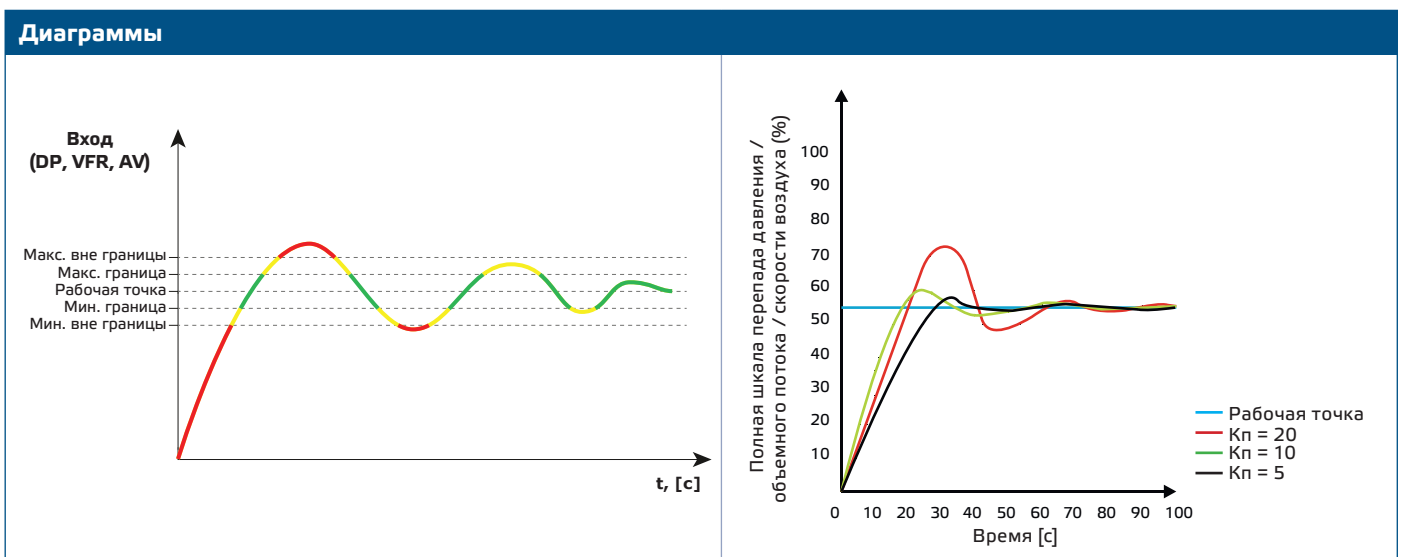 Диаграммы
Вход
(DP, VFR, AV)
Макс. вне границы
Макс. граница
Рабочая точка
Мин. граница
Мин. вне границы
t, [с]
Полная шкала перепада давления /
объемного потока / скорости воздуха (%)
100
90
80
70
60
50
40
30
20
10
0 10 20 30 40 50 60 70 80 90 100
Время [с]
Рабочая точка
Кп = 20
Кп = 10
Кп = 5